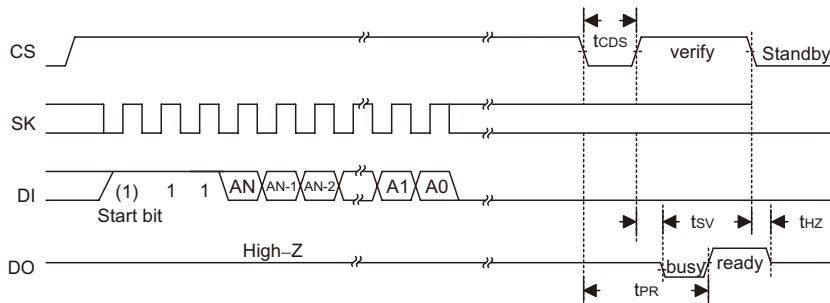 CS
tCDS
verify
Standby
SK
DI
(1) 1 1 AN AN-1 AN-2 A1 A0
Start bit
tSV
tHZ
High–Z
DO
busy
ready
tPR